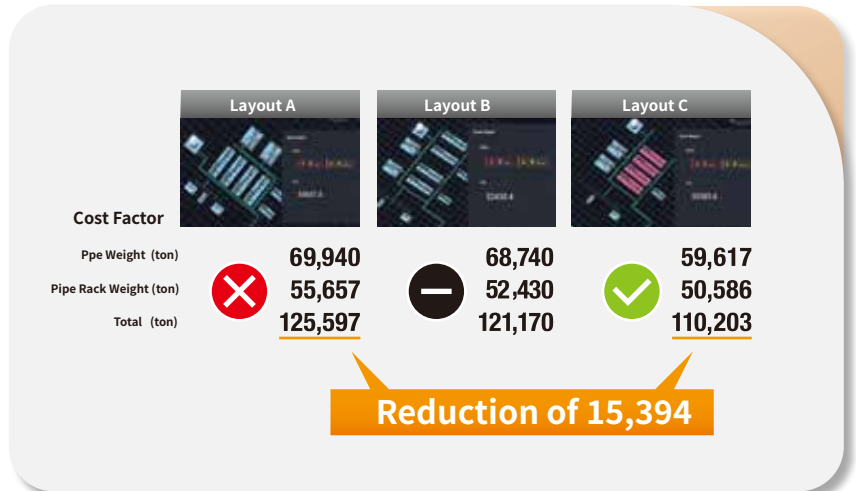 Layout A
Layout B
Layout C
Cost Factor
Ppe Weight (ton) 69,940 68,740 59,617
Pipe Rack Weight (ton) 55,657 52,430 50,586
Total (ton) 125,597 121,170 110,203
Reduction of 15,394